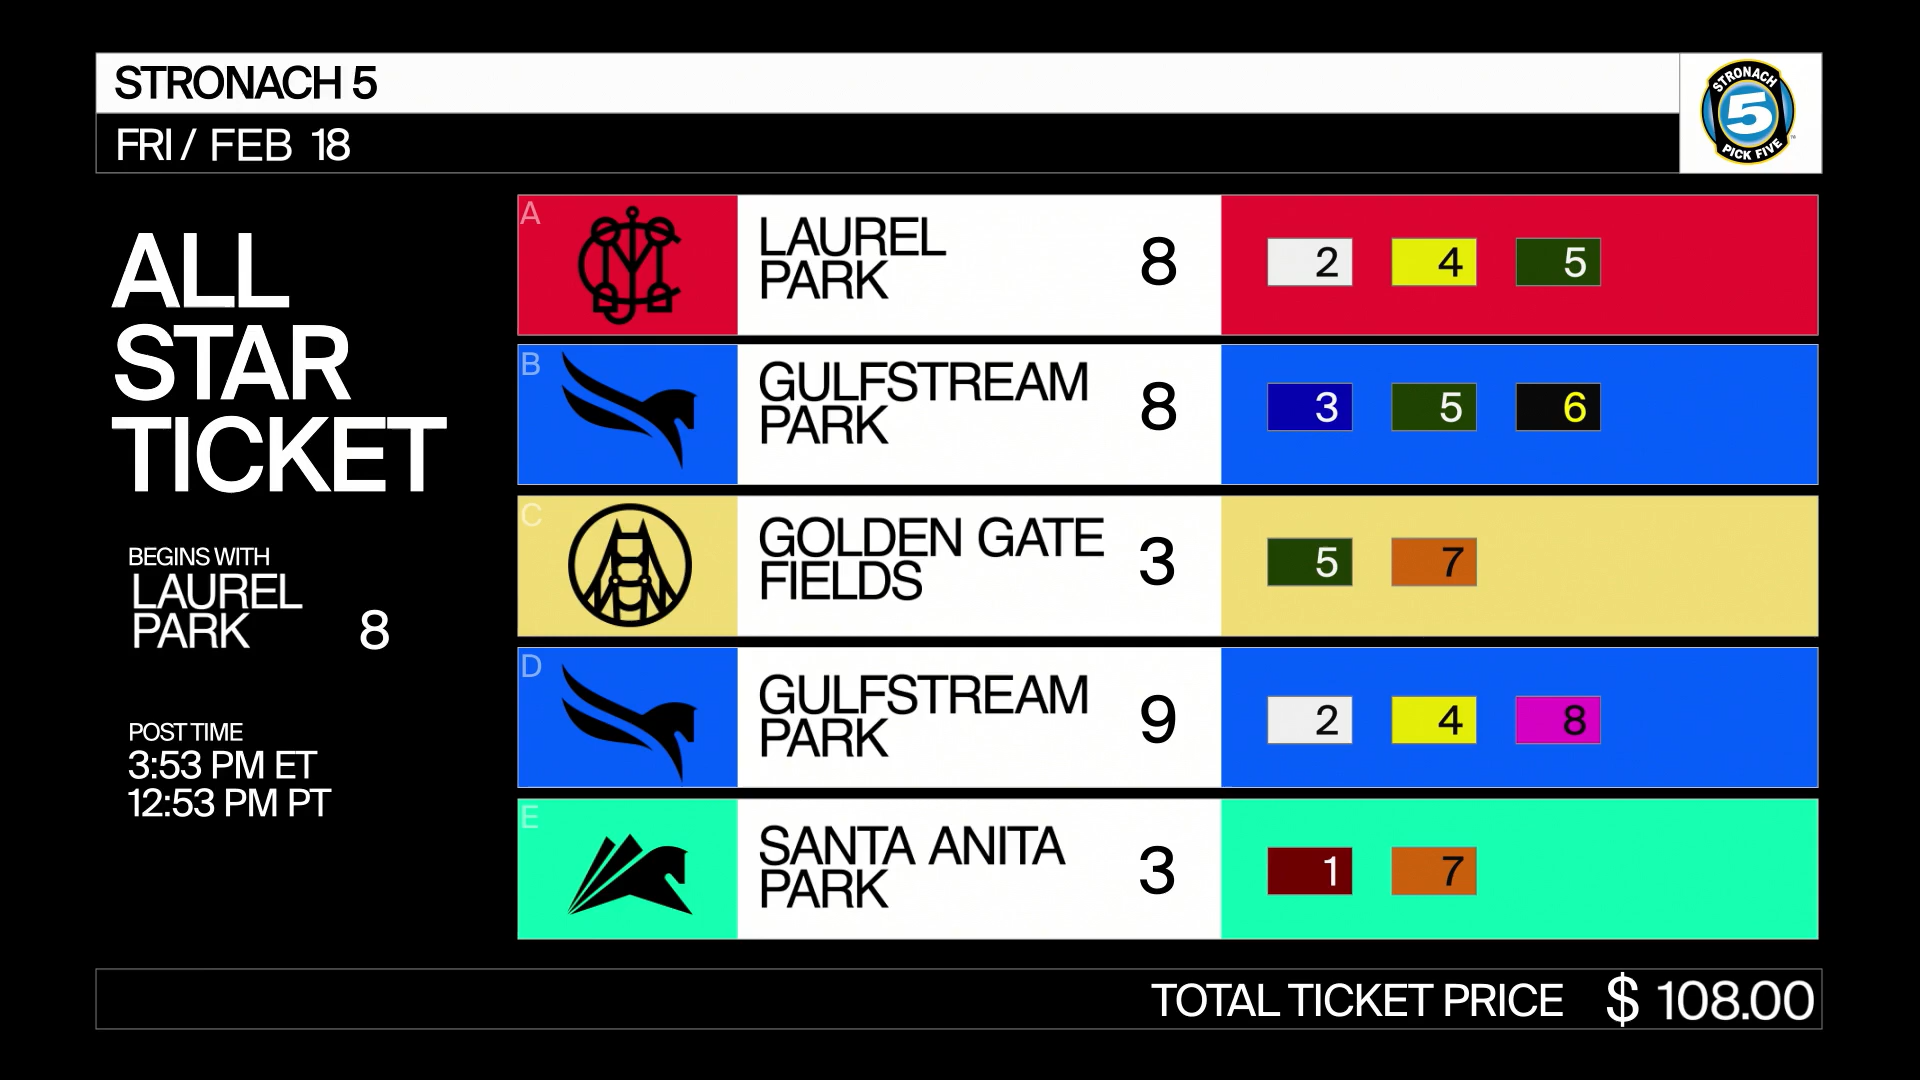 STRONACH 5
STRONACH
5
PICK FIVE
™
FRI / FEB 18
ALL
STAR
TICKET
BEGINS WITH
LAUREL
PARK 8
POST TIME
3:53 PM ET
12:53 PM PT
A
LAUREL
PARK
8
2 4 5
B
GULFSTREAM
PARK
8
3 5 6
C
GOLDEN GATE
FIELDS
3
5 7
D
GULFSTREAM
PARK
9
2 4 8
E
SANTA ANITA
PARK
3
1 7
TOTAL TICKET PRICE $ 108.00